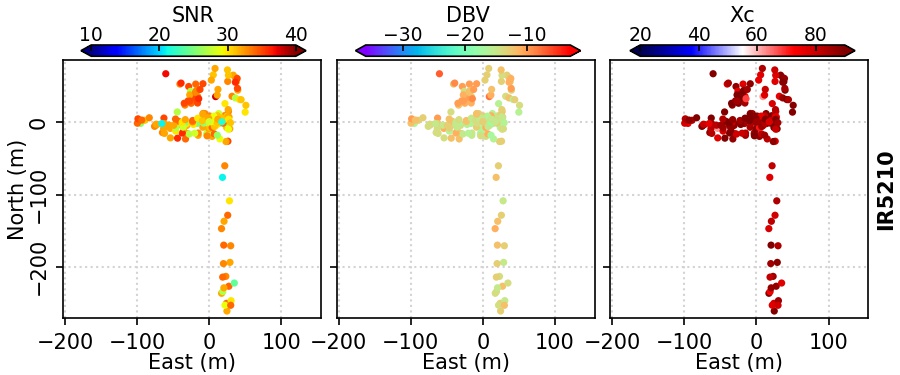 SNR DBV Xc
10 20 30 40 −30 −20 −10 20 40 60 80
North (m)
0
−100
−200
−200 −100 0 100 −200 −100 0 100 −200 −100 0 100
East (m) East (m) East (m)
IR5210